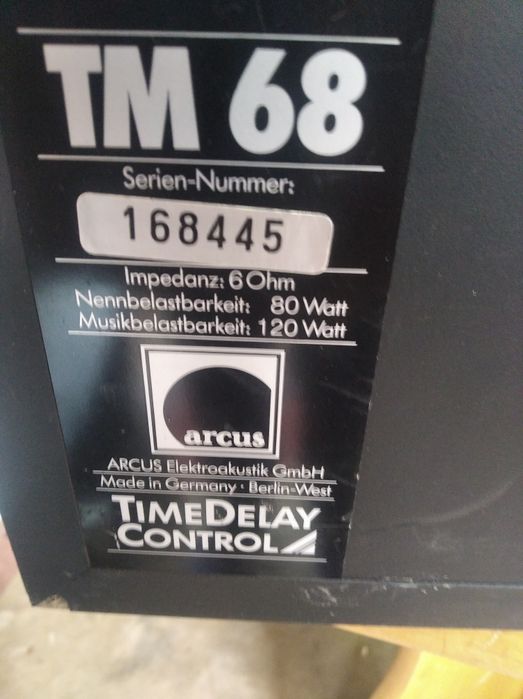 TM 68
Serien-Nummer:
168445
Impedanz: 6 Ohm
Nennbelastbarkeit: 80 Watt
Musikbelastbarkeit: 120 Watt
arcus
ARCUS Elektroakustik GmbH
Made in Germany · Berlin-West
TIMEDELAY
CONTROL